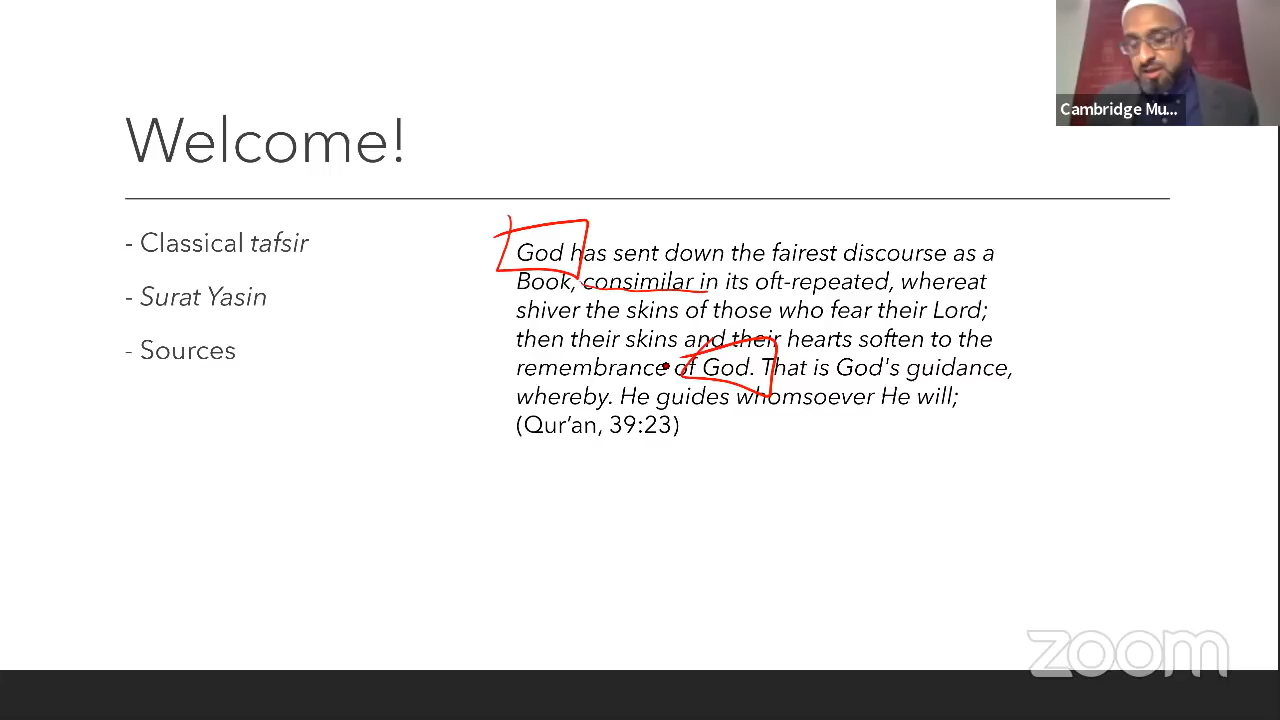 Cambridge Mu...
Welcome!
- Classical tafsir
- Surat Yasin
- Sources
God has sent down the fairest discourse as a
Book, consimilar in its oft-repeated, whereat
shiver the skins of those who fear their Lord;
then their skins and their hearts soften to the
remembrance of God. That is God's guidance,
whereby. He guides whomsoever He will;
(Qur’an, 39:23)
zoom